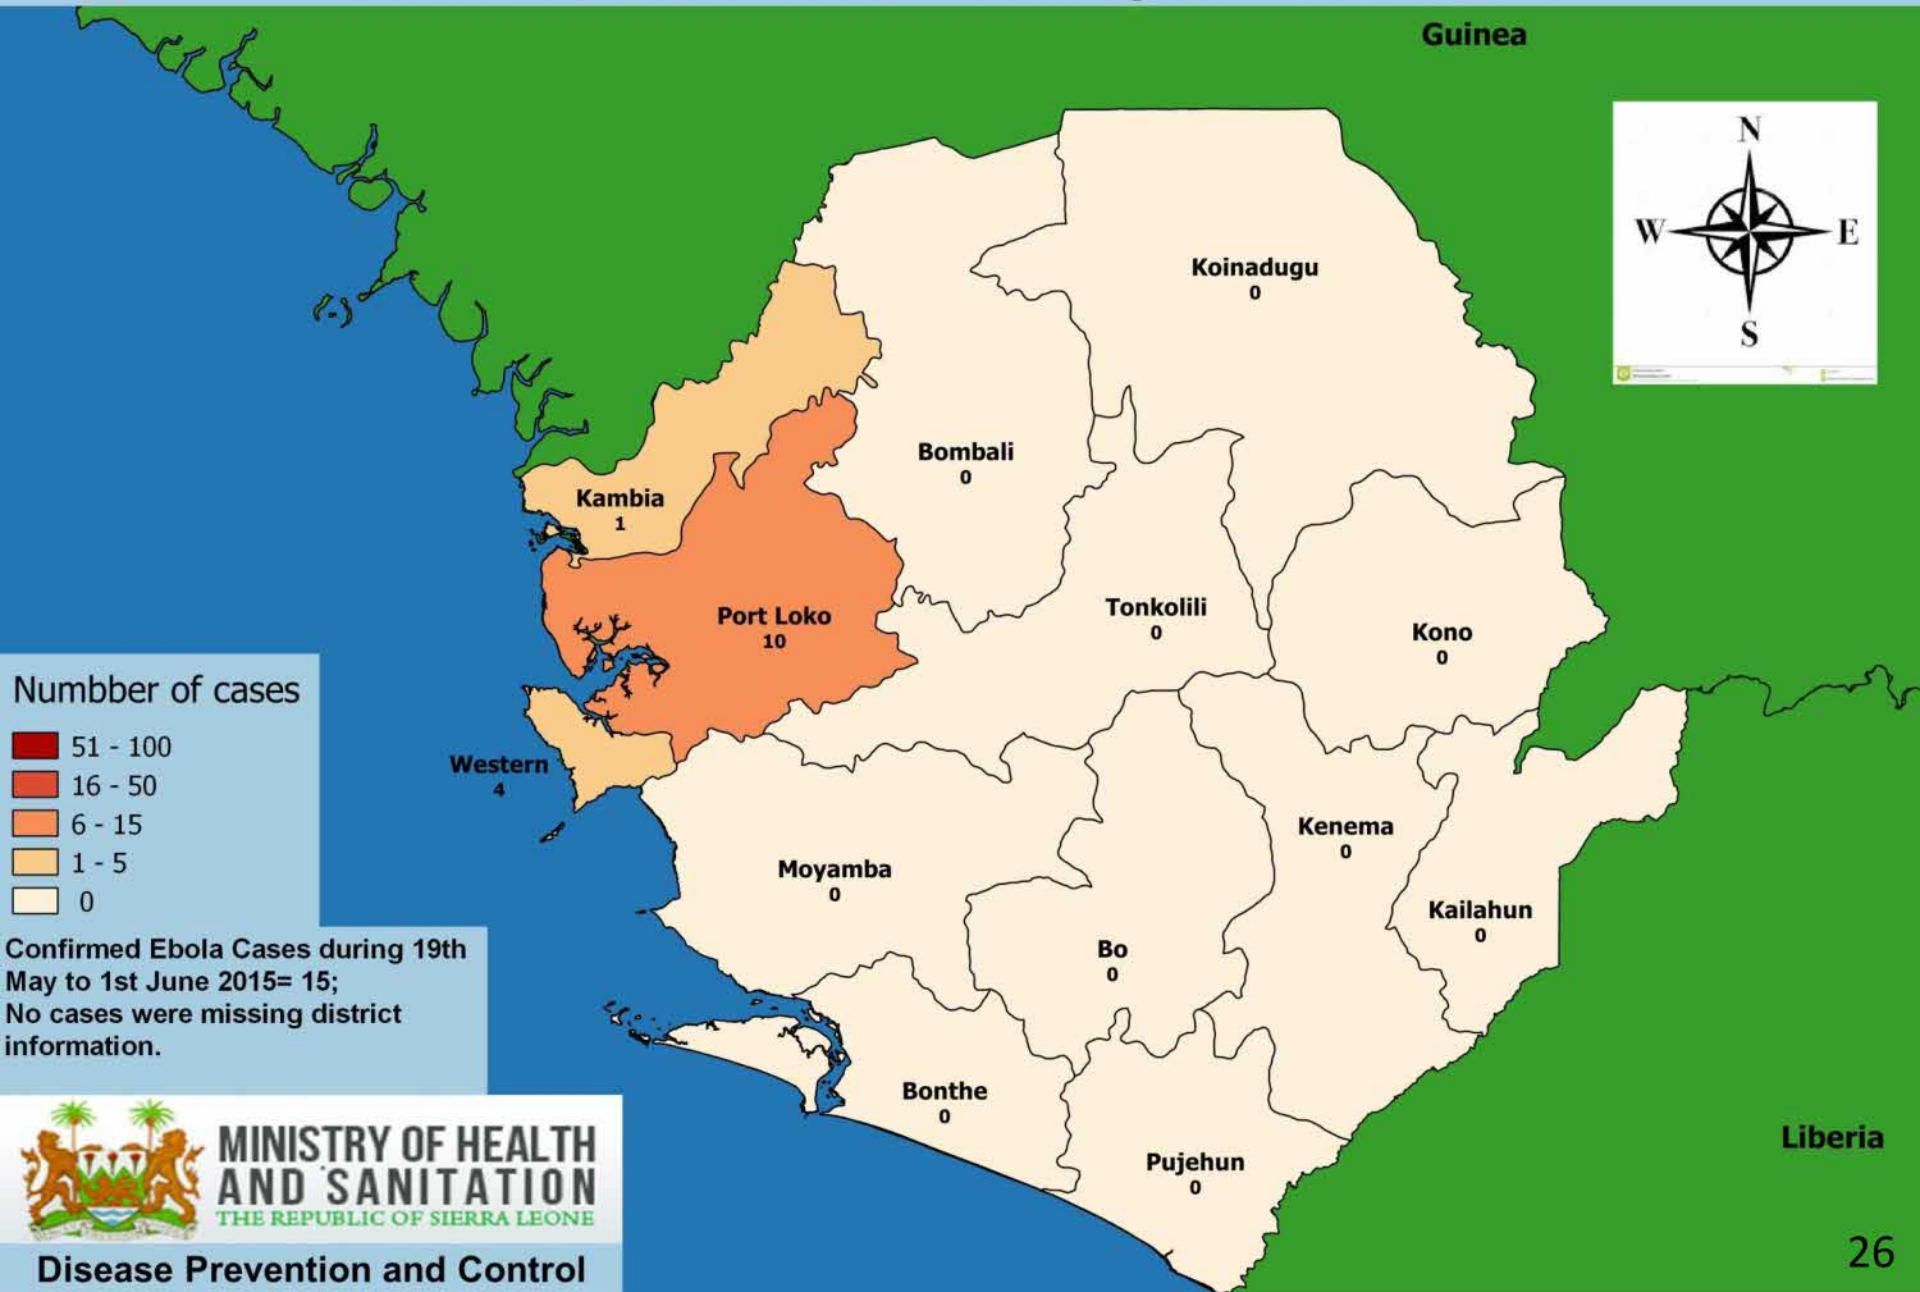 Guinea
N
W
E
S
Koinadugu
0
Bombali
0
Kambia
1
Port Loko
10
Tonkolili
0
Kono
0
Numbber of cases
51 - 100
16 - 50
6 - 15
1 - 5
0
Western
4
Kenema
0
Moyamba
0
Kailahun
0
Bo
0
Confirmed Ebola Cases during 19th
May to 1st June 2015= 15;
No cases were missing district
information.
Bonthe
0
Pujehun
0
Liberia
MINISTRY OF HEALTH
AND SANITATION
THE REPUBLIC OF SIERRA LEONE
Disease Prevention and Control
26